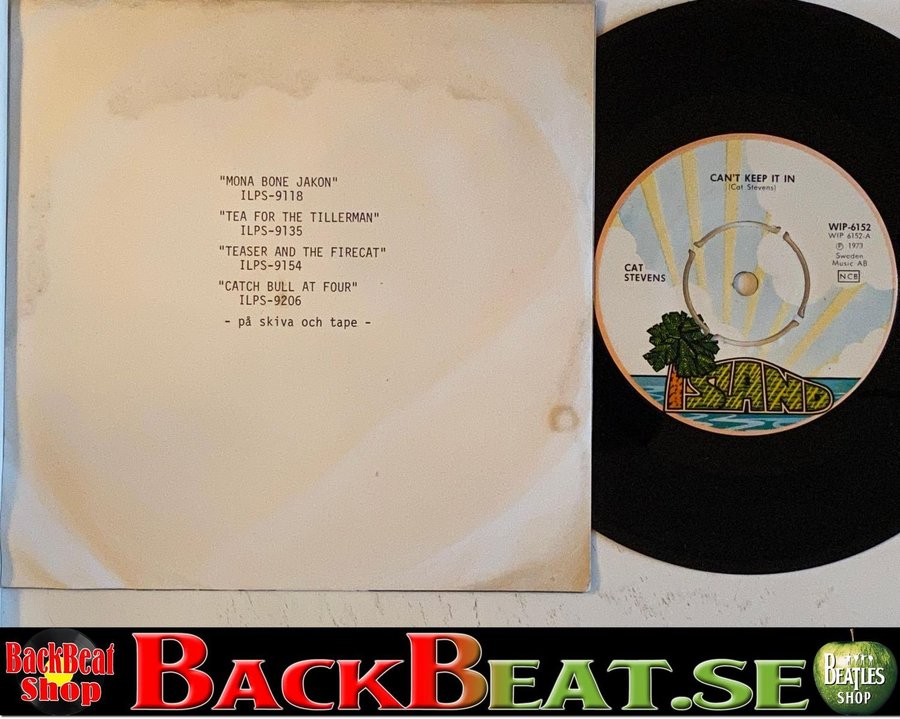 "MONA BONE JAKON"
ILPS-9118
"TEA FOR THE TILLERMAN"
ILPS-9135
"TEASER AND THE FIRECAT"
ILPS-9154
"CATCH BULL AT FOUR"
ILPS-9206
- på skiva och tape -
CAN'T KEEP IT IN
(Cat Stevens)
CAT
STEVENS
WIP-6152
WIP 6152-A
℗ 1973
Sweden
Music AB
NCB
ISLAND
BackBeat
Shop
BACKBEAT.SE
BEATLES
SHOP